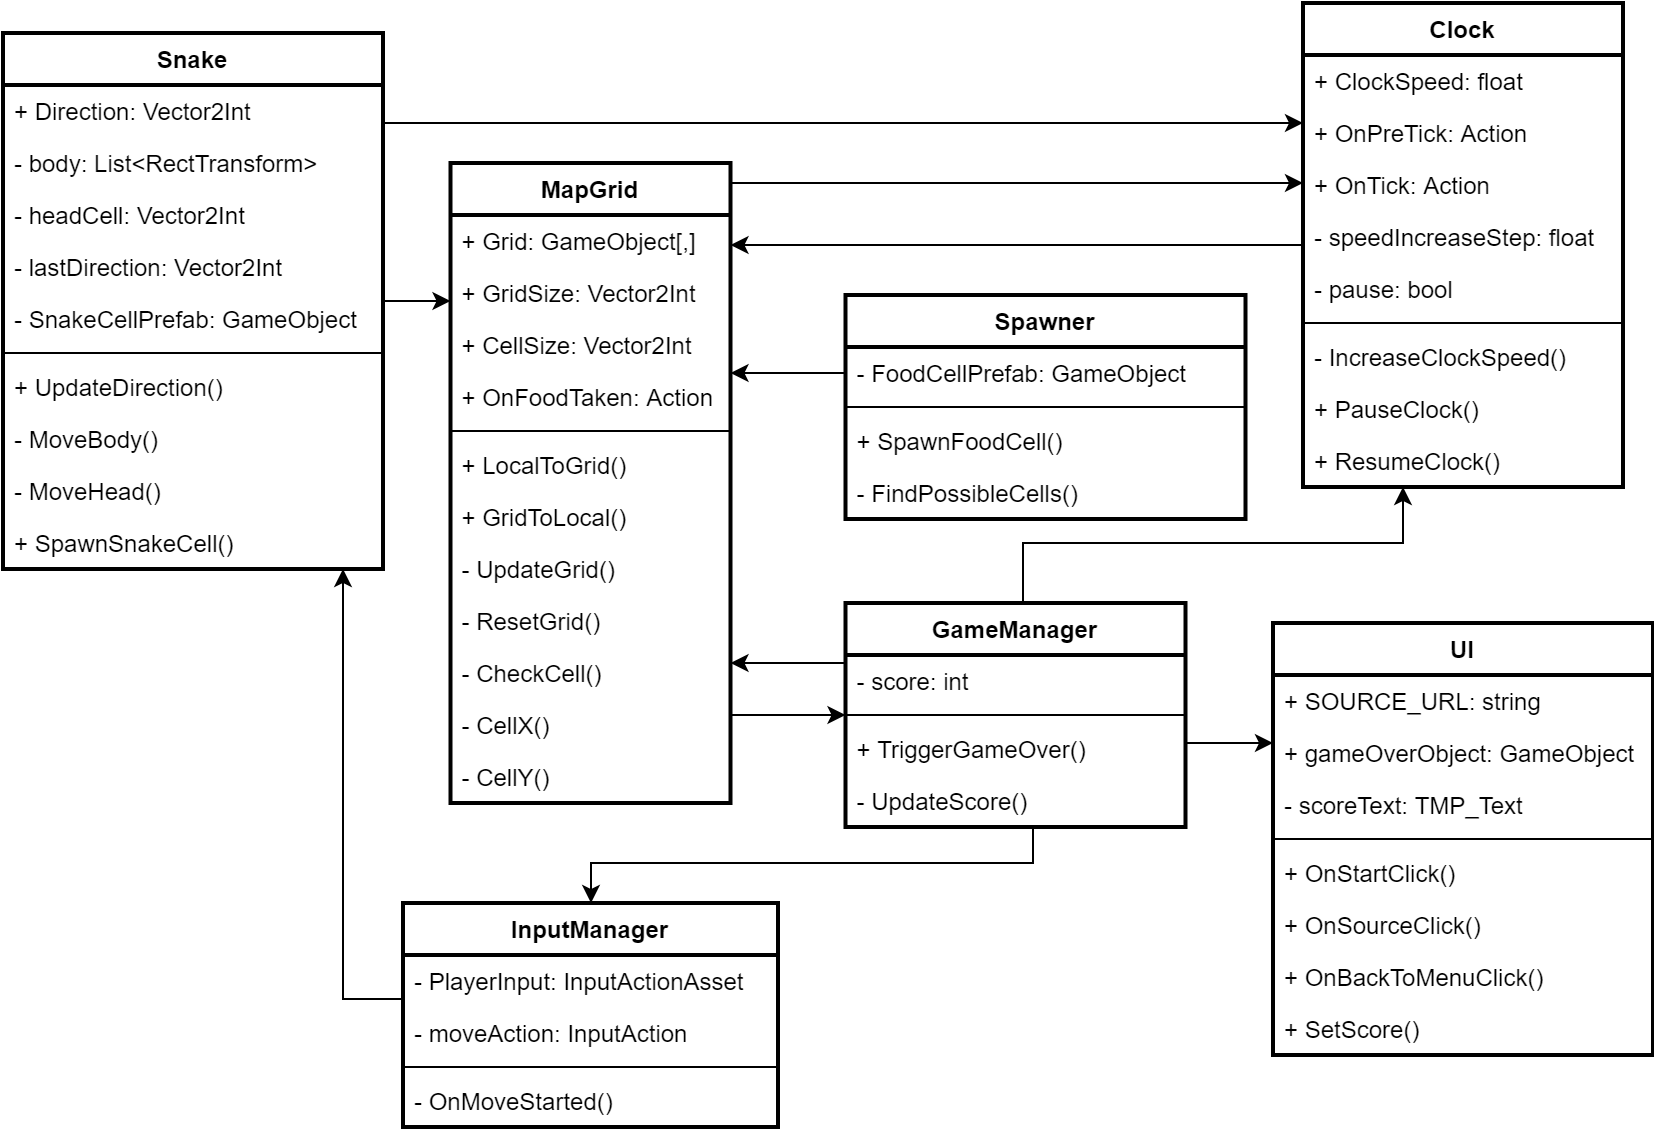 Snake
+ Direction: Vector2Int
- body: List<RectTransform>
- headCell: Vector2Int
- lastDirection: Vector2Int
- SnakeCellPrefab: GameObject
+ UpdateDirection()
- MoveBody()
- MoveHead()
+ SpawnSnakeCell()
MapGrid
+ Grid: GameObject[,]
+ GridSize: Vector2Int
+ CellSize: Vector2Int
+ OnFoodTaken: Action
+ LocalToGrid()
+ GridToLocal()
- UpdateGrid()
- ResetGrid()
- CheckCell()
- CellX()
- CellY()
Clock
+ ClockSpeed: float
+ OnPreTick: Action
+ OnTick: Action
- speedIncreaseStep: float
- pause: bool
- IncreaseClockSpeed()
+ PauseClock()
+ ResumeClock()
Spawner
- FoodCellPrefab: GameObject
+ SpawnFoodCell()
- FindPossibleCells()
GameManager
- score: int
+ TriggerGameOver()
- UpdateScore()
UI
+ SOURCE_URL: string
+ gameOverObject: GameObject
- scoreText: TMP_Text
+ OnStartClick()
+ OnSourceClick()
+ OnBackToMenuClick()
+ SetScore()
InputManager
- PlayerInput: InputActionAsset
- moveAction: InputAction
- OnMoveStarted()